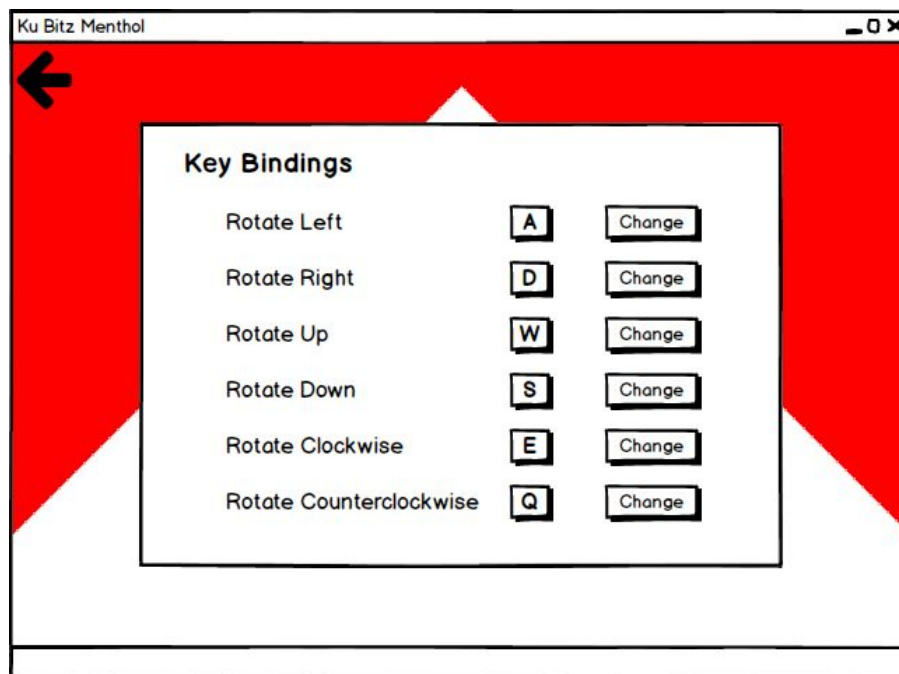 Ku Bitz Menthol
Key Bindings
Rotate Left A Change
Rotate Right D Change
Rotate Up W Change
Rotate Down S Change
Rotate Clockwise E Change
Rotate Counterclockwise Q Change